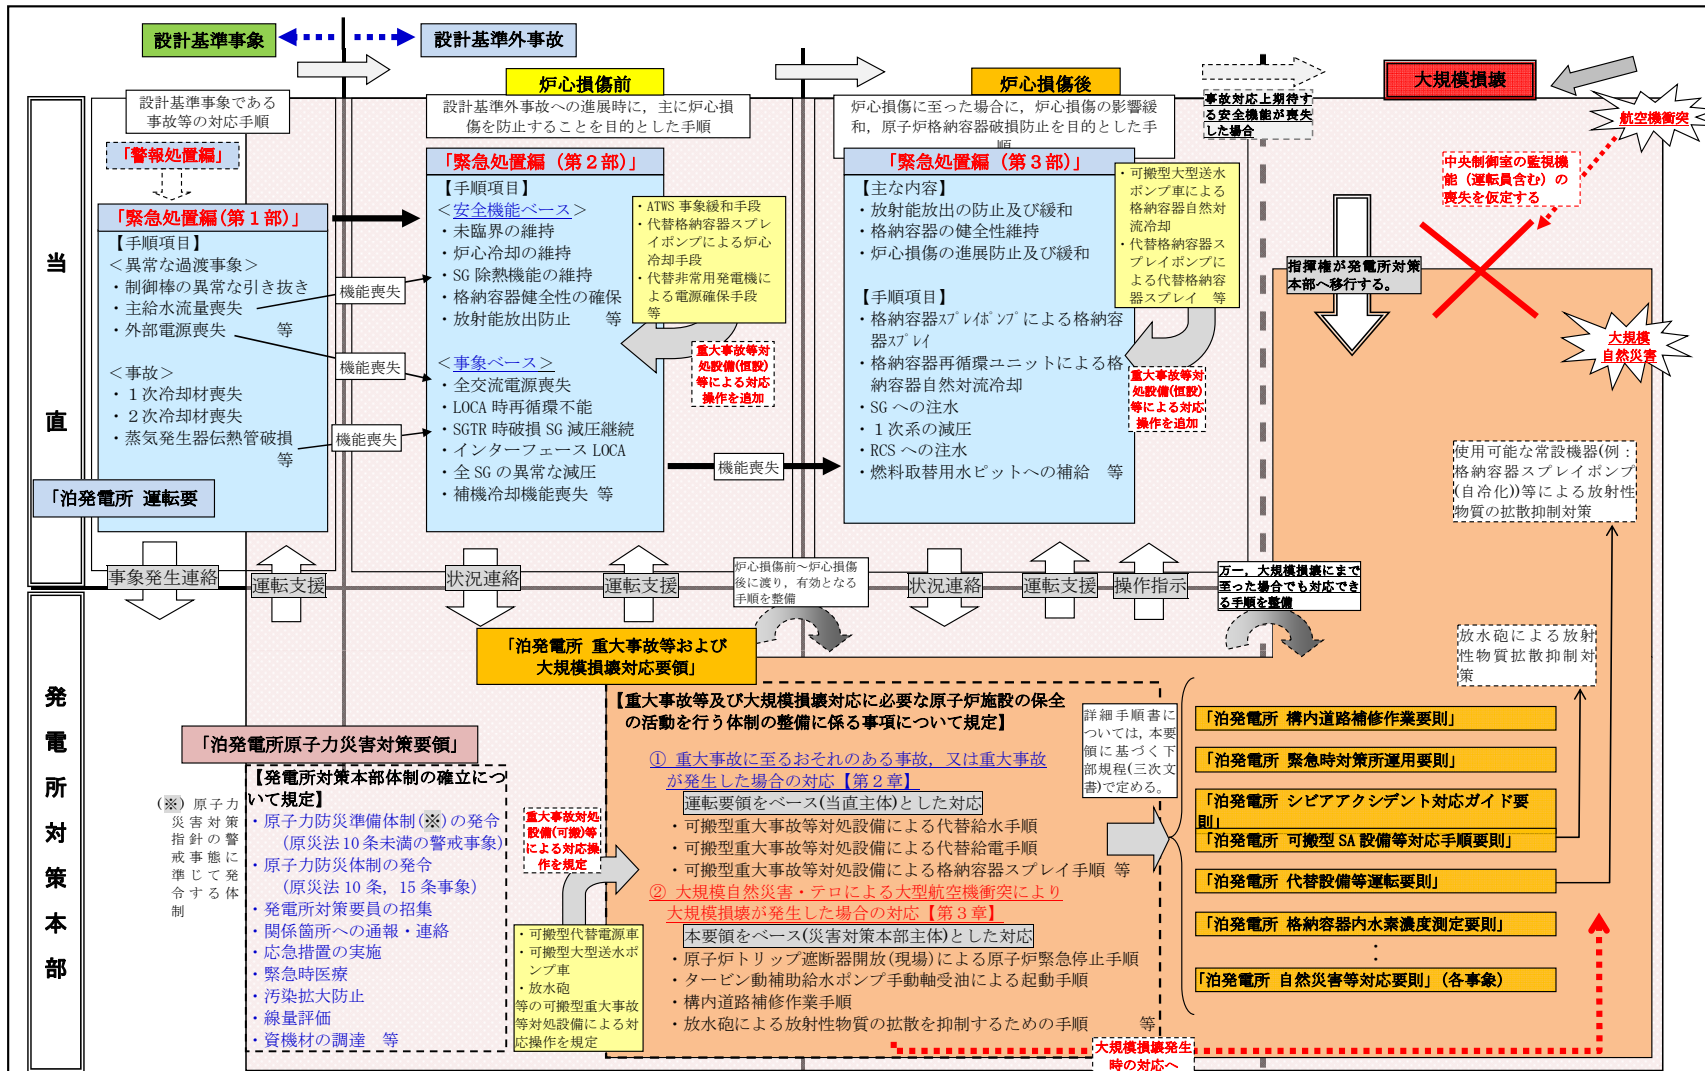 設計基準事象
設計基準外事故
炉心損傷前
炉心損傷後
大規模損壊
設計基準事象である
事故等の対応手順
設計基準外事故への進展時に，主に炉心損
傷を防止することを目的とした手順
炉心損傷に至った場合に，炉心損傷の影響緩
和，原子炉格納容器破損防止を目的とした手
順
事故対応上期待す
る安全機能が喪失
した場合
航空機衝突
中央制御室の監視機
能（運転員含む）の
喪失を仮定する
当
直
「警報処置編」
「緊急処置編(第１部)」
【手順項目】
＜異常な過渡事象＞
・制御棒の異常な引き抜き
・主給水流量喪失
・外部電源喪失　　等
＜事故＞
・１次冷却材喪失
・２次冷却材喪失
・蒸気発生器伝熱管破損
等
「泊発電所 運転要
機能喪失
機能喪失
機能喪失
「緊急処置編（第２部）」
【手順項目】
＜安全機能ベース＞
・未臨界の維持
・炉心冷却の維持
・SG 除熱機能の維持
・格納容器健全性の確保
・放射能放出防止　　等
＜事象ベース＞
・全交流電源喪失
・LOCA 時再循環不能
・SGTR 時破損 SG 減圧継続
・インターフェース LOCA
・全 SG の異常な減圧
・補機冷却機能喪失 等
・ATWS 事象緩和手段
・代替格納容器スプレ
イポンプによる炉心
冷却手段
・代替非常用発電機に
よる電源確保手段
等
重大事故等対
処設備(恒設)
等による対応
操作を追加
機能喪失
「緊急処置編（第３部）」
【主な内容】
・放射能放出の防止及び緩和
・格納容器の健全性維持
・炉心損傷の進展防止及び緩和
【手順項目】
・格納容器ｽﾌﾟﾚｲﾎﾟﾝﾌﾟによる格納容
器ｽﾌﾟﾚｲ
・格納容器再循環ユニットによる格
納容器自然対流冷却
・SG への注水
・１次系の減圧
・RCS への注水
・燃料取替用水ピットへの補給　等
・可搬型大型送水
ポンプ車による
格納容器自然対
流冷却
・代替格納容器ス
プレイポンプに
よる代替格納容
器スプレイ　等
重大事故等対
処設備(恒設)
等による対応
操作を追加
指揮権が発電所対策
本部へ移行する。
大規模
自然災害
使用可能な常設機器(例：
格納容器スプレイポンプ
(自冷化))等による放射性
物質の拡散抑制対策
事象発生連絡
運転支援
状況連絡
運転支援
炉心損傷前～炉心損傷
後に渡り，有効となる
手順を整備
状況連絡
運転支援
操作指示
万一，大規模損壊にまで
至った場合でも対応でき
る手順を整備
発
電
所
対
策
本
部
「泊発電所 重大事故等および
大規模損壊対応要領」
放水砲による放射
性物質拡散抑制対
策
「泊発電所原子力災害対策要領」
【発電所対策本部体制の確立につ
いて規定】
・原子力防災準備体制(※)の発令
（原災法 10 条未満の警戒事象）
・原子力防災体制の発令
（原災法 10 条，15 条事象）
・発電所対策要員の招集
・関係箇所への通報・連絡
・応急措置の実施
・緊急時医療
・汚染拡大防止
・線量評価
・資機材の調達　等
(※) 原子力
災害対策
指針の警
戒事態に
準じて発
令する体
制
重大事故対処
設備(可搬)等
による対応操
作を規定
・可搬型代替電源車
・可搬型大型送水ポ
ンプ車
・放水砲
等の可搬型重大事故
等対処設備による対
応操作を規定
【重大事故等及び大規模損壊対応に必要な原子炉施設の保全
の活動を行う体制の整備に係る事項について規定】
① 重大事故に至るおそれのある事故，又は重大事故
が発生した場合の対応【第２章】
運転要領をベース(当直主体)とした対応
・可搬型重大事故等対処設備による代替給水手順
・可搬型重大事故等対処設備による代替給電手順
・可搬型重大事故等対処設備による格納容器スプレイ手順 等
② 大規模自然災害・テロによる大型航空機衝突により
大規模損壊が発生した場合の対応【第３章】
本要領をベース(災害対策本部主体)とした対応
・原子炉トリップ遮断器開放(現場)による原子炉緊急停止手順
・タービン動補助給水ポンプ手動軸受油による起動手順
・構内道路補修作業手順
・放水砲による放射性物質の拡散を抑制するための手順　　等
詳細手順書に
ついては，本要
領に基づく下
部規程(三次文
書)で定める。
「泊発電所 構内道路補修作業要則」
「泊発電所 緊急時対策所運用要則」
「泊発電所 シビアアクシデント対応ガイド要
則」
「泊発電所 可搬型 SA 設備等対応手順要則」
「泊発電所 代替設備等運転要則」
「泊発電所 格納容器内水素濃度測定要則」
：
「泊発電所 自然災害等対応要則」(各事象)
大規模損壊発生
時の対応へ